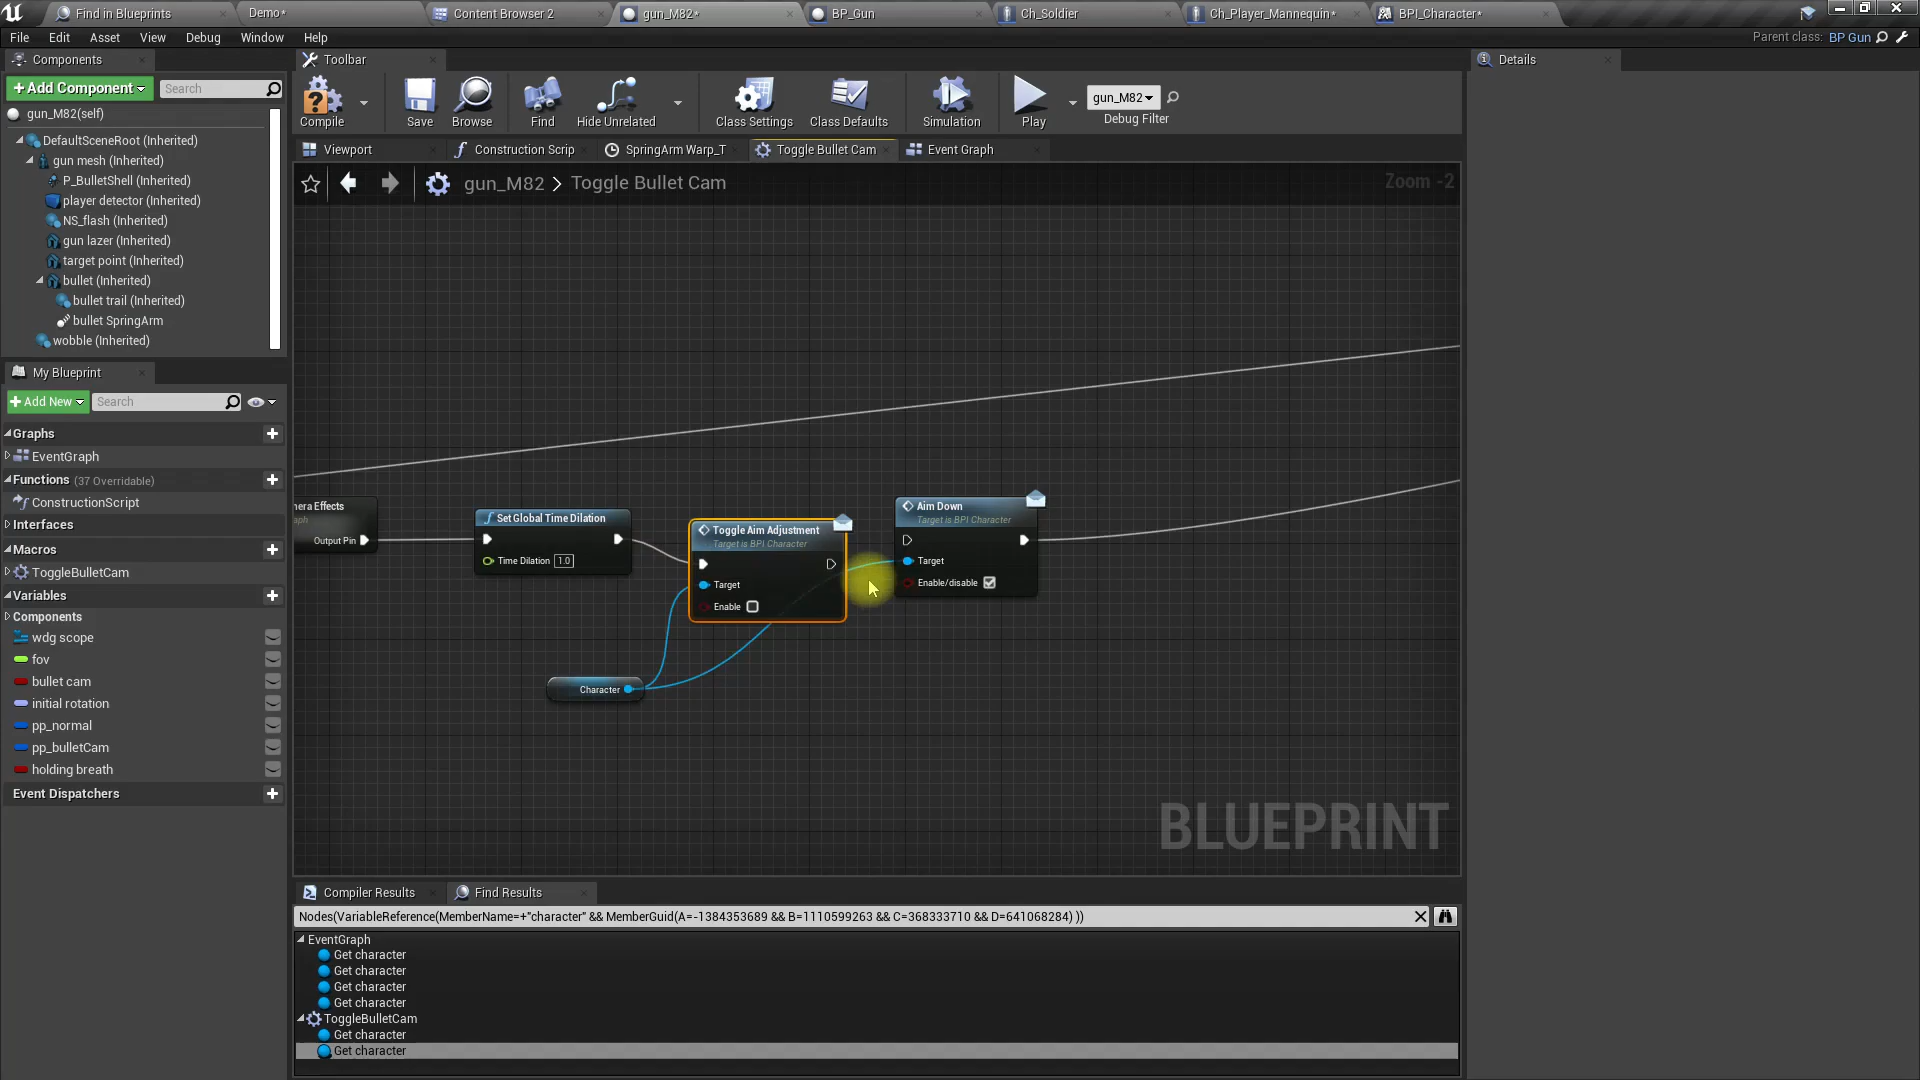 Find in Blueprints
Demo*
Content Browser 2
gun_M82*
BP_Gun
Ch_Soldier
Ch_Player_Mannequin*
BPI_Character*
File Edit Asset View Debug Window Help
Parent class: BP Gun
Components
Toolbar
Details
+Add Component
Search
Compile
Save
Browse
Find
Hide Unrelated
Class Settings
Class Defaults
Simulation
Play
gun_M82
Debug Filter
gun_M82(self)
DefaultSceneRoot (Inherited)
gun mesh (Inherited)
P_BulletShell (Inherited)
player detector (Inherited)
NS_flash (Inherited)
gun lazer (Inherited)
target point (Inherited)
bullet (Inherited)
bullet trail (Inherited)
bullet SpringArm
wobble (Inherited)
Viewport
Construction Scrip
SpringArm Warp_T
Toggle Bullet Cam
Event Graph
gun_M82 > Toggle Bullet Cam
Zoom -2
My Blueprint
+Add New
Search
Graphs
EventGraph
Functions (37 Overridable)
ConstructionScript
Interfaces
Macros
ToggleBulletCam
Variables
Components
wdg scope
fov
bullet cam
initial rotation
pp_normal
pp_bulletCam
holding breath
Event Dispatchers
nera Effects
aph
Output Pin
Set Global Time Dilation
Time Dilation 1.0
Toggle Aim Adjustment
Target is BPI Character
Target
Enable
Aim Down
Target is BPI Character
Target
Enable/disable
Character
BLUEPRINT
Compiler Results
Find Results
Nodes(VariableReference(MemberName=+"character" && MemberGuid(A=-1384353689 && B=1110599263 && C=368333710 && D=641068284) ))
EventGraph
Get character
Get character
Get character
Get character
ToggleBulletCam
Get character
Get character